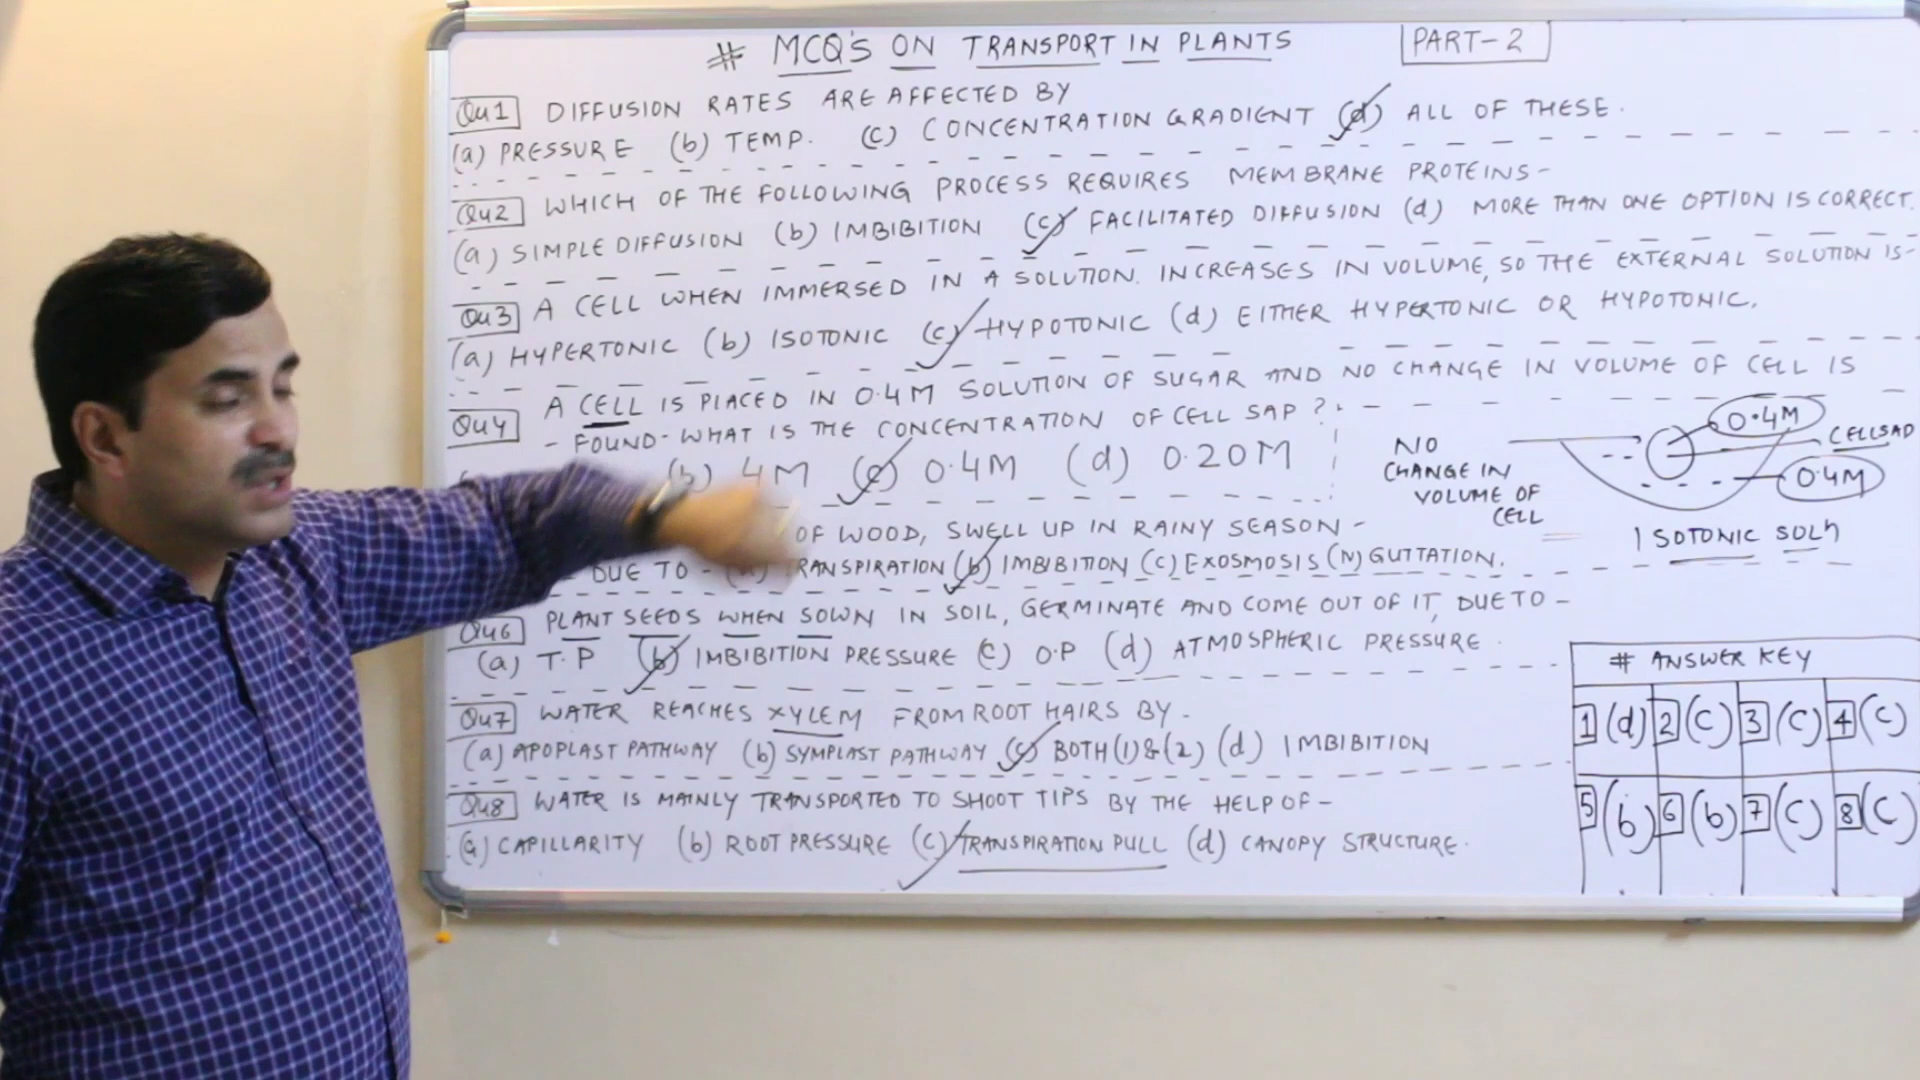 # MCQ'S ON TRANSPORT IN PLANTS
PART-2
Qu1 DIFFUSION RATES ARE AFFECTED BY
(a) PRESSURE (b) TEMP. (c) CONCENTRATION GRADIENT (d) ALL OF THESE.
Qu2 WHICH OF THE FOLLOWING PROCESS REQUIRES MEMBRANE PROTEINS-
(a) SIMPLE DIFFUSION (b) IMBIBITION (c) FACILITATED DIFFUSION (d) MORE THAN ONE OPTION IS CORRECT.
Qu3 A CELL WHEN IMMERSED IN A SOLUTION. INCREASES IN VOLUME, SO THE EXTERNAL SOLUTION IS-
(a) HYPERTONIC (b) ISOTONIC (c) HYPOTONIC (d) EITHER HYPERTONIC OR HYPOTONIC.
Qu4 A CELL IS PLACED IN 0.4M SOLUTION OF SUGAR AND NO CHANGE IN VOLUME OF CELL IS
- FOUND - WHAT IS THE CONCENTRATION OF CELL SAP?
(b) 4M (c) 0.4M (d) 0.20M
NO
CHANGE IN
VOLUME OF
CELL
0.4M
CELLSAP
0.4M
ISOTONIC SOLn
OF WOOD, SWELL UP IN RAINY SEASON -
DUE TO - RANSPIRATION (b) IMBIBITION (c) EXOSMOSIS (N) GUTTATION.
Qu6 PLANT SEEDS WHEN SOWN IN SOIL, GERMINATE AND COME OUT OF IT, DUE TO -
(a) T.P (b) IMBIBITION PRESSURE (c) O.P (d) ATMOSPHERIC PRESSURE.
Qu7 WATER REACHES XYLEM FROM ROOT HAIRS BY -
(a) APOPLAST PATHWAY (b) SYMPLAST PATHWAY (c) BOTH (1) & (2) (d) IMBIBITION
Qu8 WATER IS MAINLY TRANSPORTED TO SHOOT TIPS BY THE HELP OF -
(a) CAPILLARITY (b) ROOT PRESSURE (c) TRANSPIRATION PULL (d) CANOPY STRUCTURE.
# ANSWER KEY
1 (d) 2 (c) 3 (c) 4 (c)
5 (b) 6 (b) 7 (c) 8 (c)